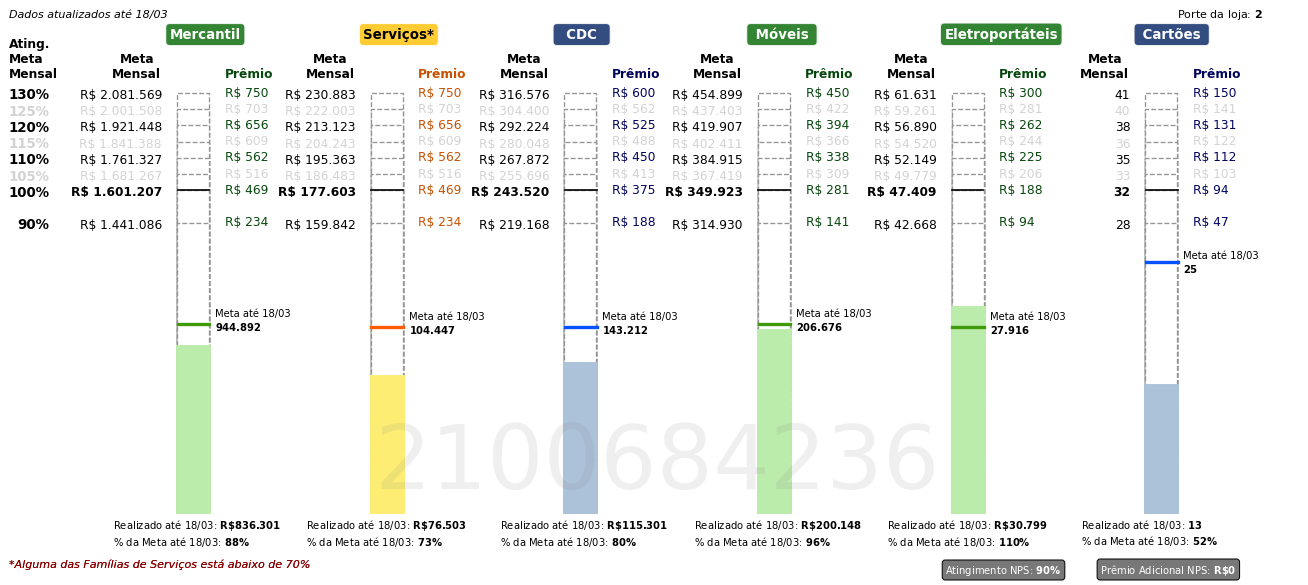 Dados atualizados até 18/03 Porte da loja: 2
Mercantil Serviços* CDC Móveis Eletroportáteis Cartões
Ating. Meta Mensal Meta Mensal Prêmio Meta Mensal Prêmio Meta Mensal Prêmio Meta Mensal Prêmio Meta Mensal Prêmio Meta Mensal Prêmio
130% R$ 2.081.569 R$ 750 R$ 230.883 R$ 750 R$ 316.576 R$ 600 R$ 454.899 R$ 450 R$ 61.631 R$ 300 41 R$ 150
125% R$ 2.001.508 R$ 703 R$ 222.003 R$ 703 R$ 304.400 R$ 562 R$ 437.403 R$ 422 R$ 59.261 R$ 281 40 R$ 141
120% R$ 1.921.448 R$ 656 R$ 213.123 R$ 656 R$ 292.224 R$ 525 R$ 419.907 R$ 394 R$ 56.890 R$ 262 38 R$ 131
115% R$ 1.841.388 R$ 609 R$ 204.243 R$ 609 R$ 280.048 R$ 488 R$ 402.411 R$ 366 R$ 54.520 R$ 244 36 R$ 122
110% R$ 1.761.327 R$ 562 R$ 195.363 R$ 562 R$ 267.872 R$ 450 R$ 384.915 R$ 338 R$ 52.149 R$ 225 35 R$ 112
105% R$ 1.681.267 R$ 516 R$ 186.483 R$ 516 R$ 255.696 R$ 413 R$ 367.419 R$ 309 R$ 49.779 R$ 206 33 R$ 103
100% R$ 1.601.207 R$ 469 R$ 177.603 R$ 469 R$ 243.520 R$ 375 R$ 349.923 R$ 281 R$ 47.409 R$ 188 32 R$ 94
90% R$ 1.441.086 R$ 234 R$ 159.842 R$ 234 R$ 219.168 R$ 188 R$ 314.930 R$ 141 R$ 42.668 R$ 94 28 R$ 47
Meta até 18/03
25
Meta até 18/03 Meta até 18/03 Meta até 18/03 Meta até 18/03 Meta até 18/03
944.892 104.447 143.212 206.676 27.916
2100684236
Realizado até 18/03: R$836.301 Realizado até 18/03: R$76.503 Realizado até 18/03: R$115.301 Realizado até 18/03: R$200.148 Realizado até 18/03: R$30.799 Realizado até 18/03: 13
% da Meta até 18/03: 88% % da Meta até 18/03: 73% % da Meta até 18/03: 80% % da Meta até 18/03: 96% % da Meta até 18/03: 110% % da Meta até 18/03: 52%
*Alguma das Famílias de Serviços está abaixo de 70% Atingimento NPS: 90% Prêmio Adicional NPS: R$0